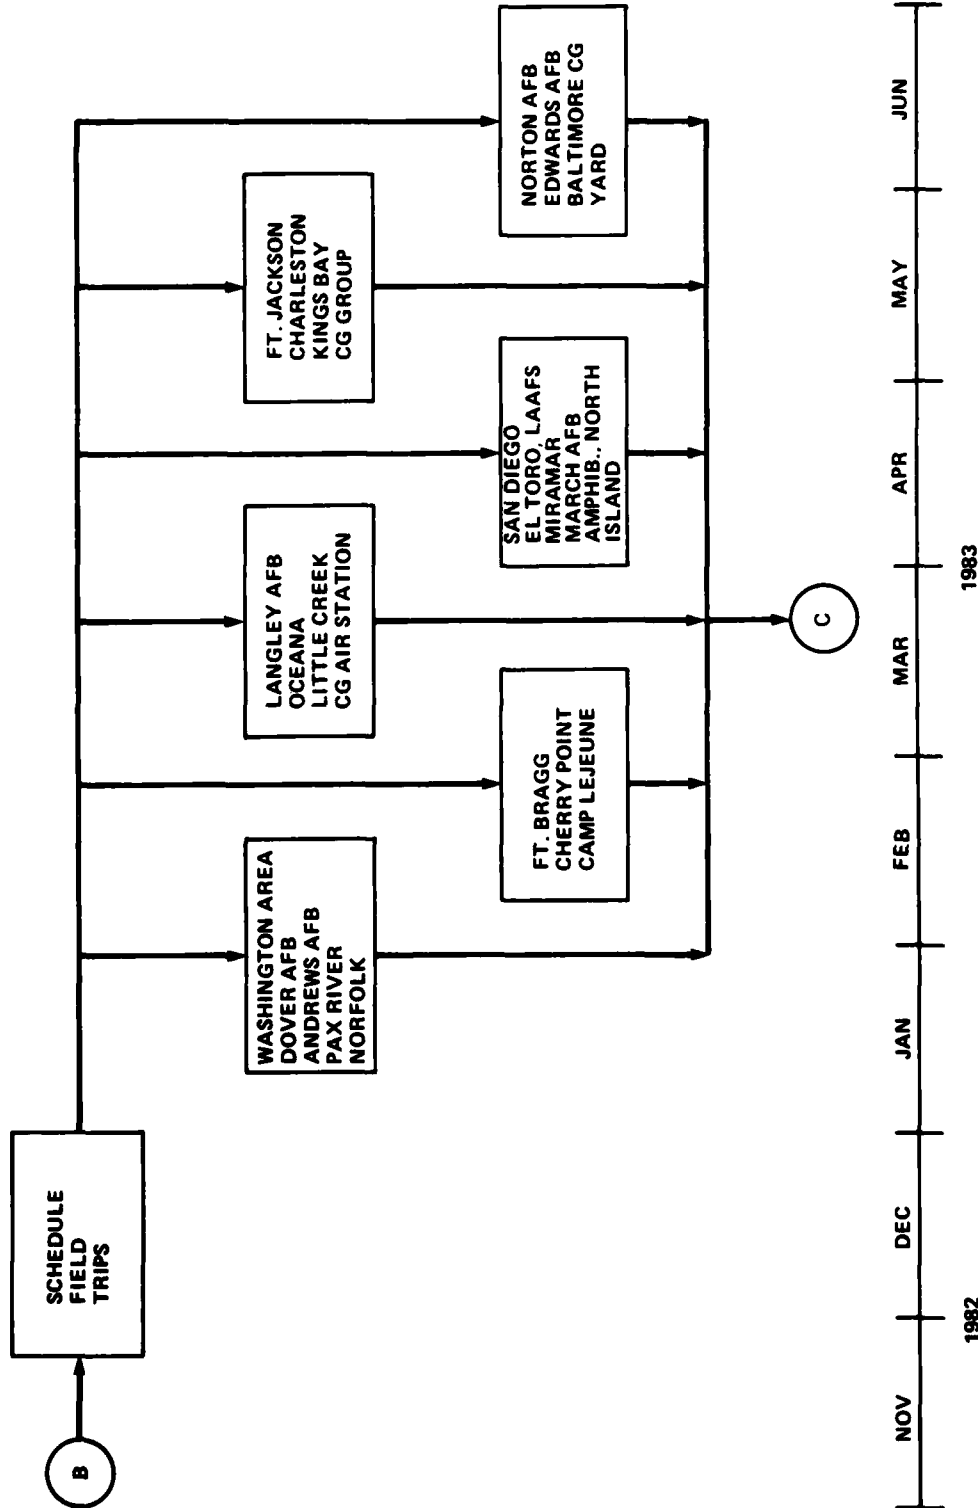 B
SCHEDULE
FIELD
TRIPS
WASHINGTON AREA
DOVER AFB
ANDREWS AFB
PAX RIVER
NORFOLK
LANGLEY AFB
OCEANA
LITTLE CREEK
CG AIR STATION
FT. JACKSON
CHARLESTON
KINGS BAY
CG GROUP
FT. BRAGG
CHERRY POINT
CAMP LEJEUNE
SAN DIEGO
EL TORO, LAAFS
MIRAMAR
MARCH AFB
AMPHIB., NORTH
ISLAND
NORTON AFB
EDWARDS AFB
BALTIMORE CG
YARD
C
NOV DEC JAN FEB MAR APR MAY JUN
1982 1983